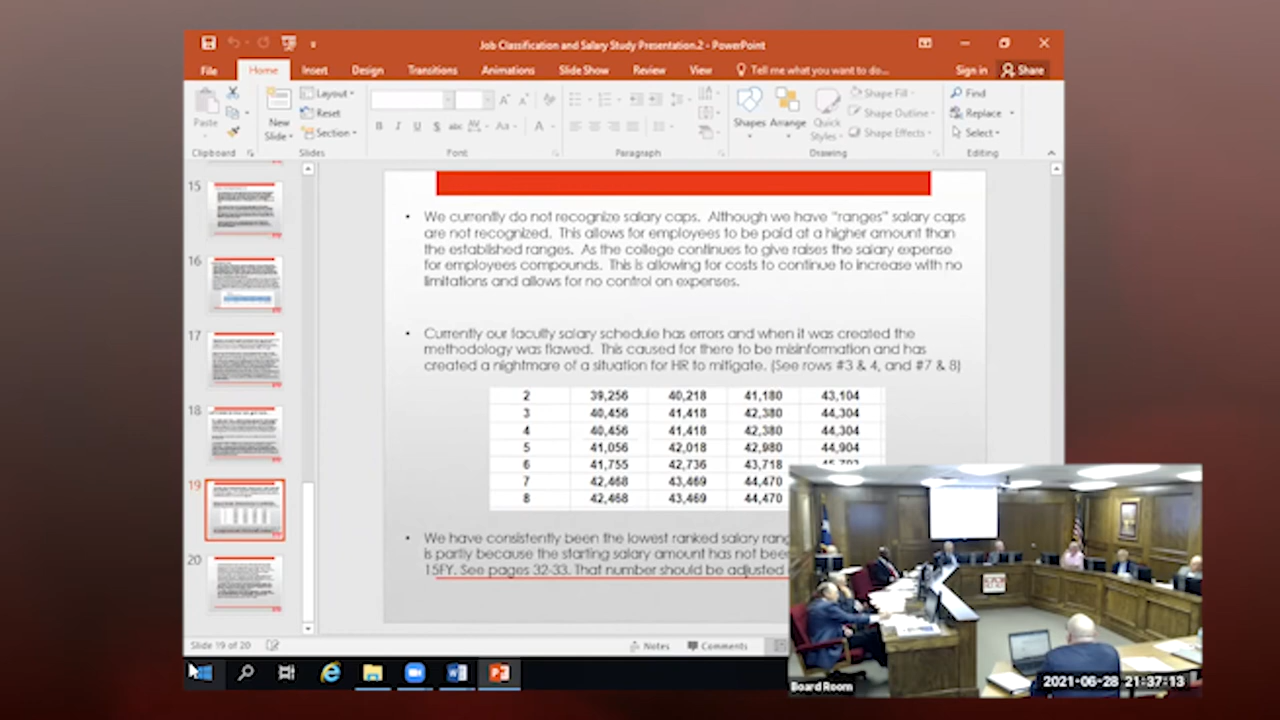 Job Classification and Salary Study Presentation.2 - PowerPoint
File Home Insert Design Transitions Animations Slide Show Review View Tell me what you want to do... Sign in Share
Paste
New Slide
Layout
Reset
Section
B I U S abc AV Aa A
Shapes Arrange Quick Styles
Shape Fill
Shape Outline
Shape Effects
Find
Replace
Select
Clipboard Slides Font Paragraph Drawing Editing
15
16
17
18
19
20
• We currently do not recognize salary caps. Although we have “ranges” salary caps
are not recognized. This allows for employees to be paid at a higher amount than
the established ranges. As the college continues to give raises the salary expense
for employees compounds. This is allowing for costs to continue to increase with no
limitations and allows for no control on expenses.
• Currently our faculty salary schedule has errors and when it was created the
methodology was flawed. This caused for there to be misinformation and has
created a nightmare of a situation for HR to mitigate. (See rows #3 & 4, and #7 & 8)
2 39,256 40,218 41,180 43,104
3 40,456 41,418 42,380 44,304
4 40,456 41,418 42,380 44,304
5 41,056 42,018 42,980 44,904
6 41,755 42,736 43,718
7 42,468 43,469 44,470
8 42,468 43,469 44,470
• We have consistently been the lowest ranked salary
is partly because the starting salary amount has not
15FY. See pages 32-33. That number should be adjusted
Slide 19 of 20
Notes Comments
Board Room
2021-06-28 21:37:13